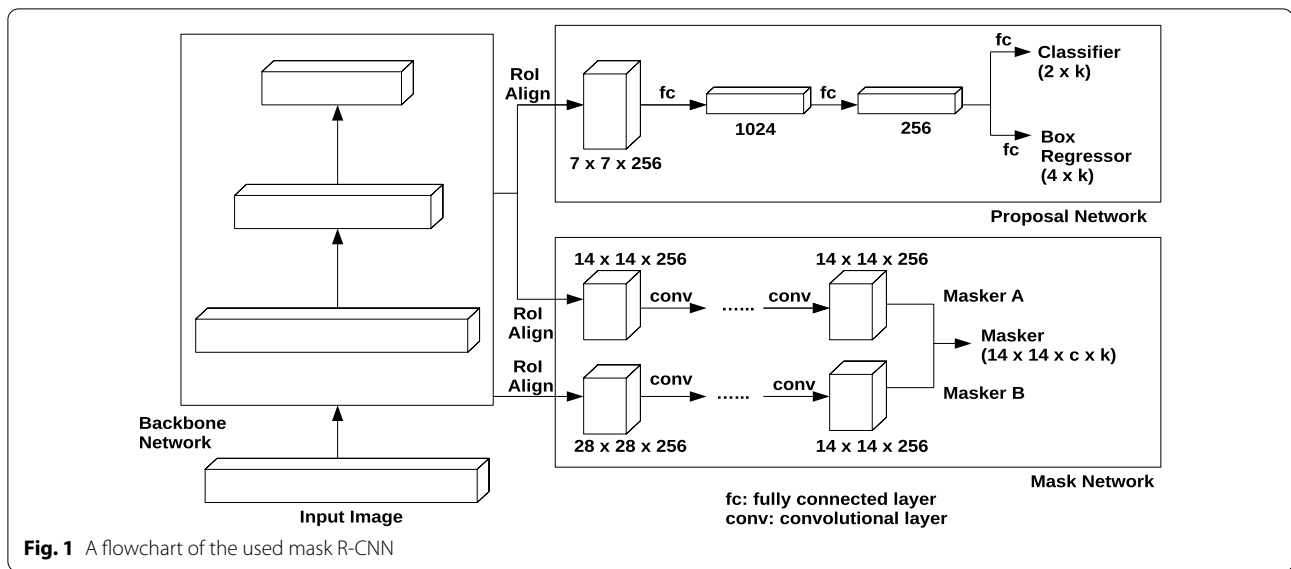 RoI
Align
fc
fc
fc
Classifier
(2 x k)
1024
256
7 x 7 x 256
fc
Box
Regressor
(4 x k)
Proposal Network
14 x 14 x 256
14 x 14 x 256
conv
......
conv
Masker A
RoI
Align
Masker
(14 x 14 x c x k)
RoI
Align
conv
......
conv
Masker B
Backbone
Network
28 x 28 x 256
14 x 14 x 256
Mask Network
Input Image
fc: fully connected layer
conv: convolutional layer
Fig. 1 A flowchart of the used mask R-CNN